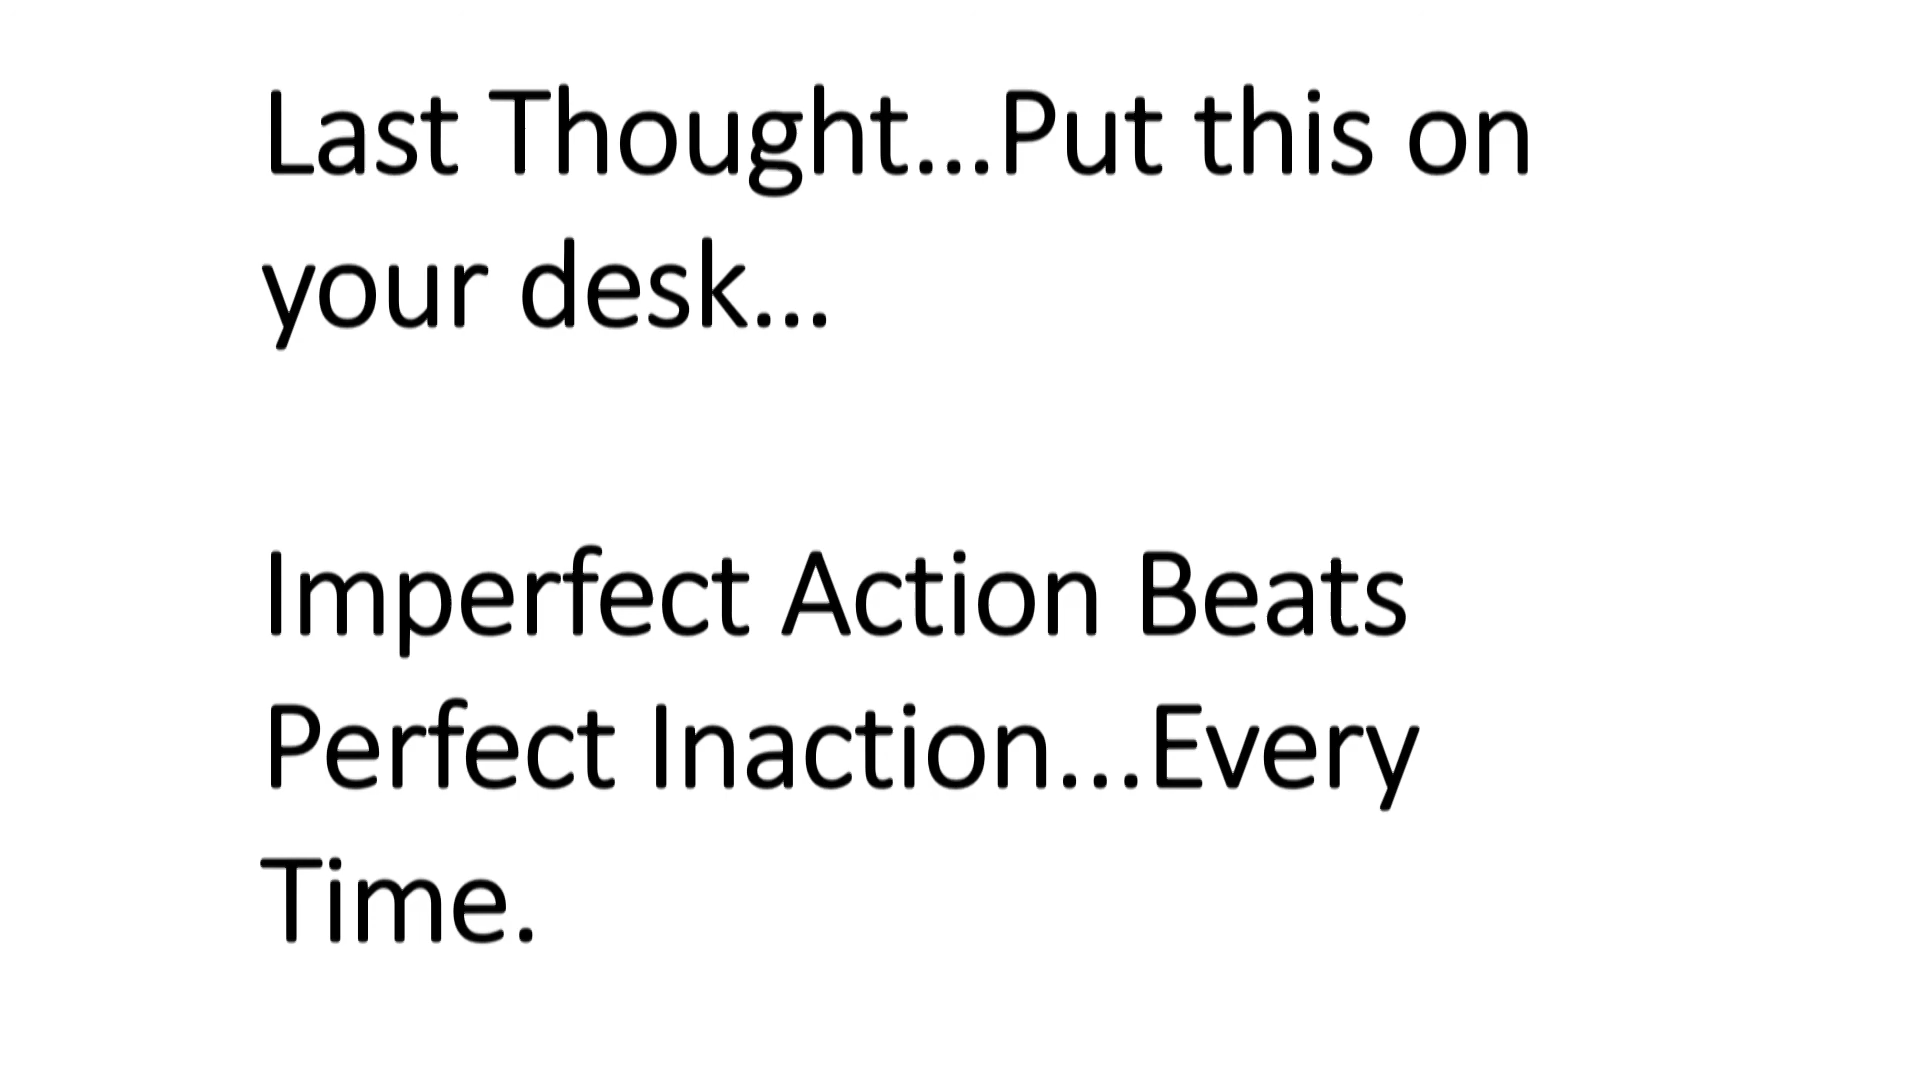 Last Thought...Put this on
your desk...
Imperfect Action Beats
Perfect Inaction...Every
Time.